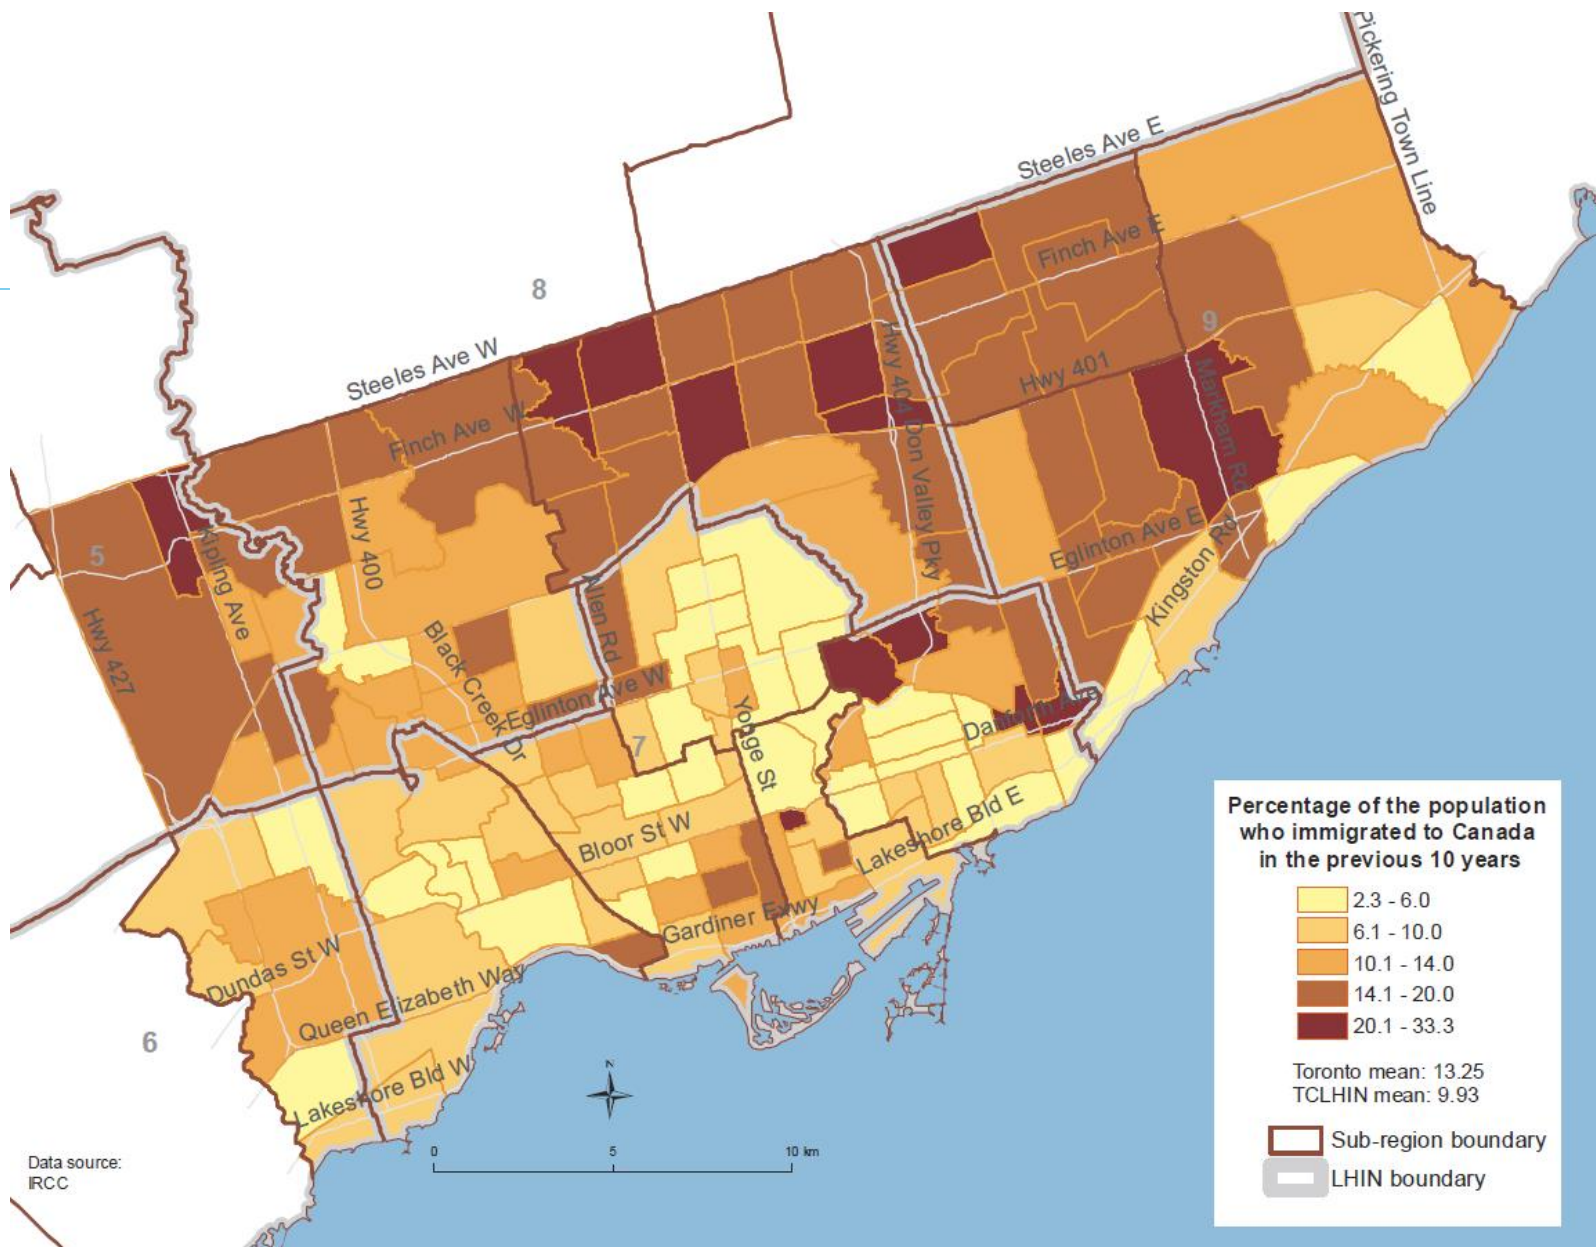 Pickering Town Line
Steeles Ave E
Finch Ave E
8
9
Steeles Ave W
Hwy 404
Hwy 401
Markham Rd
Finch Ave W
Don Valley Pky
Hwy 400
5
Kipling Ave
Eglinton Ave E
Kingston Rd
Hwy 427
Allen Rd
Black Creek Dr
Eglinton Ave W
Danforth Ave
Yonge St
7
Bloor St W
Lakeshore Bld E
Gardiner Exwy
Dundas St W
Queen Elizabeth Way
6
Lakeshore Bld W
N
0 5 10 km
Data source:
IRCC
Percentage of the population
who immigrated to Canada
in the previous 10 years
2.3 - 6.0
6.1 - 10.0
10.1 - 14.0
14.1 - 20.0
20.1 - 33.3
Toronto mean: 13.25
TCLHIN mean: 9.93
Sub-region boundary
LHIN boundary